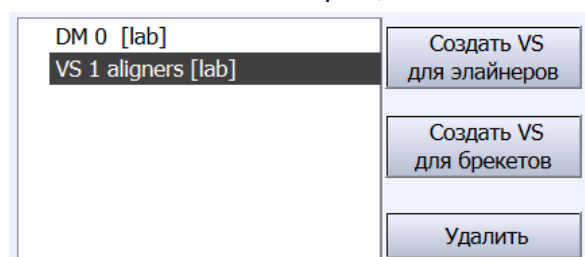 DM 0 [lab]
VS 1 aligners [lab]
Создать VS
для элайнеров
Создать VS
для брекетов
Удалить